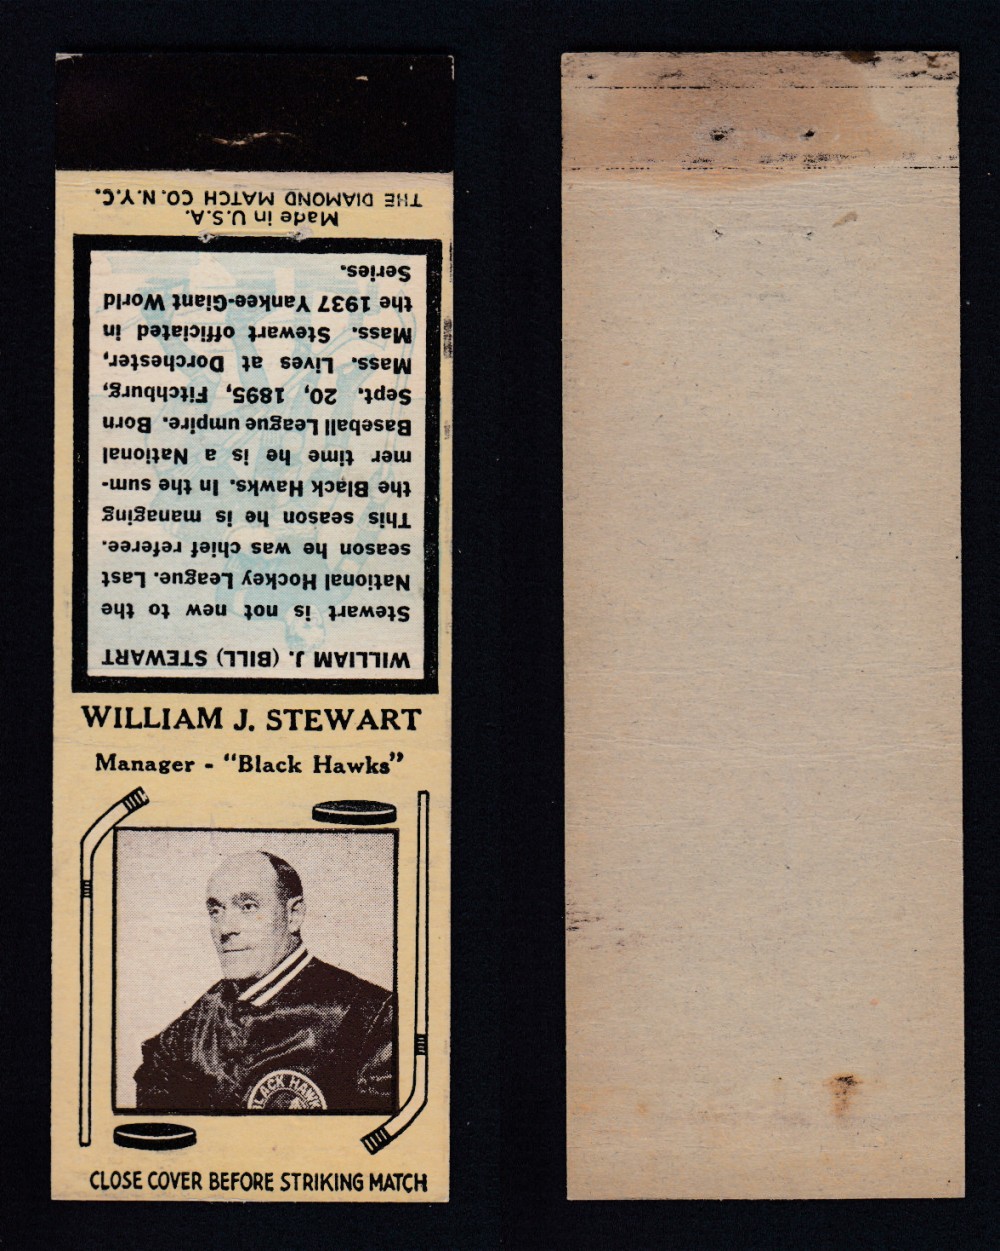 THE DIAMOND MATCH CO. N.Y.C.
Made in U.S.A.
WILLIAM J. (BILL) STEWART
Stewart is not new to the
National Hockey League. Last
season he was chief referee.
This season he is managing
the Black Hawks. In the sum-
mer time he is a National
Baseball League umpire. Born
Sept. 20, 1895, Fitchburg,
Mass. Lives at Dorchester,
Mass. Stewart officiated in
the 1937 Yankee-Giant World
Series.
WILLIAM J. STEWART
Manager - "Black Hawks"
BLACK HAWK
CLOSE COVER BEFORE STRIKING MATCH